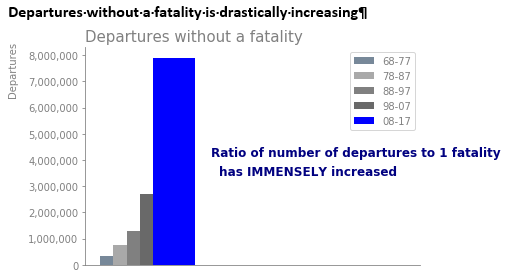 Departures·without·a·fatality·is·drastically·increasing¶
Departures without a fatality
Departures
8,000,000
7,000,000
6,000,000
5,000,000
4,000,000
3,000,000
2,000,000
1,000,000
0
68-77
78-87
88-97
98-07
08-17
Ratio of number of departures to 1 fatality
has IMMENSELY increased